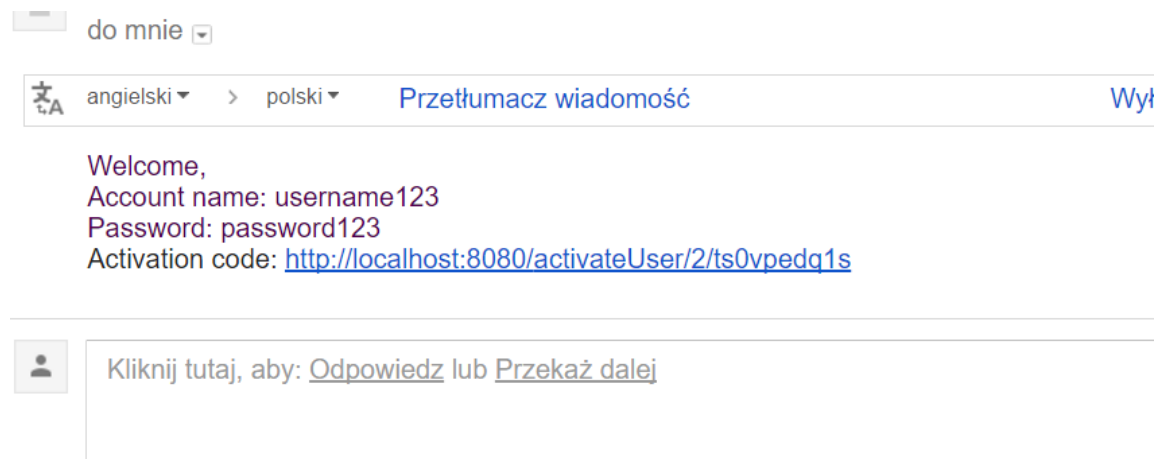 do mnie
angielski > polski Przetłumacz wiadomość
Welcome,
Account name: username123
Password: password123
Activation code: http://localhost:8080/activateUser/2/ts0vpedq1s
Kliknij tutaj, aby: Odpowiedz lub Przekaż dalej